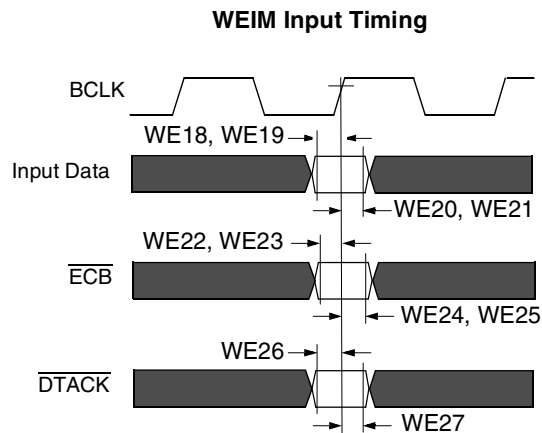 WEIM Input Timing
BCLK
WE18, WE19
Input Data
WE20, WE21
WE22, WE23
ECB
WE24, WE25
WE26
DTACK
WE27